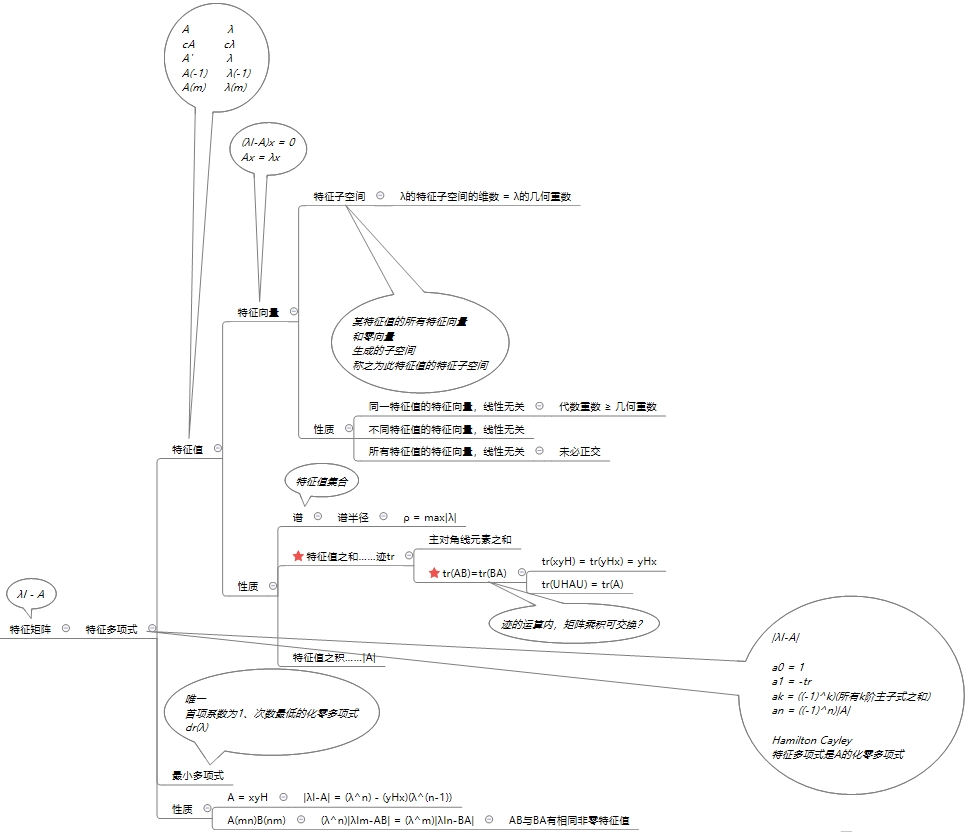 A λ
cA cλ
A' λ
A(-1) λ(-1)
A(m) λ(m)
(λI-A)x = 0
Ax = λx
特征子空间 λ的特征子空间的维数 = λ的几何重数
特征向量
某特征值的所有特征向量
和零向量
生成的子空间
称之为此特征值的特征子空间
同一特征值的特征向量，线性无关 代数重数 ≥ 几何重数
性质 不同特征值的特征向量，线性无关
所有特征值的特征向量，线性无关 未必正交
特征值
特征值集合
谱 谱半径 ρ = max|λ|
主对角线元素之和
特征值之和……迹tr
tr(AB)=tr(BA) tr(xyH) = tr(yHx) = yHx
tr(UHAU) = tr(A)
性质
迹的运算内，矩阵乘积可交换？
特征值之积……|A|
λI - A
特征矩阵 特征多项式
|λI-A|
a0 = 1
a1 = -tr
ak = ((-1)^k)(所有k阶主子式之和)
an = ((-1)^n)|A|
Hamilton Cayley
特征多项式是A的化零多项式
唯一
首项系数为1、次数最低的化零多项式
dr(λ)
最小多项式
性质 A = xyH |λI-A| = (λ^n) - (yHx)(λ^(n-1))
A(mn)B(nm) (λ^n)|λIm-AB| = (λ^m)|λIn-BA| AB与BA有相同非零特征值